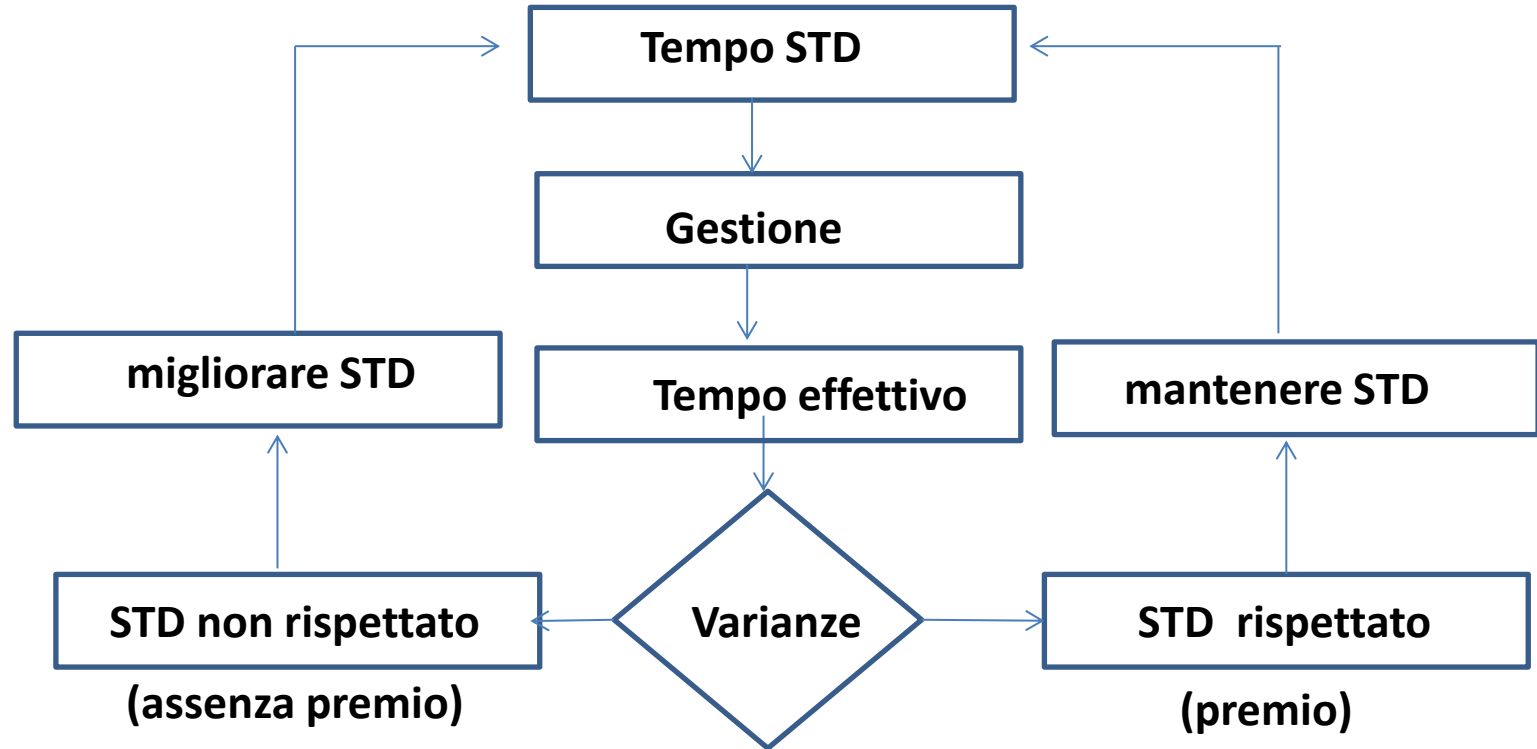 Tempo STD
Gestione
migliorare STD
Tempo effettivo
mantenere STD
STD non rispettato
Varianze
STD rispettato
(assenza premio)
(premio)